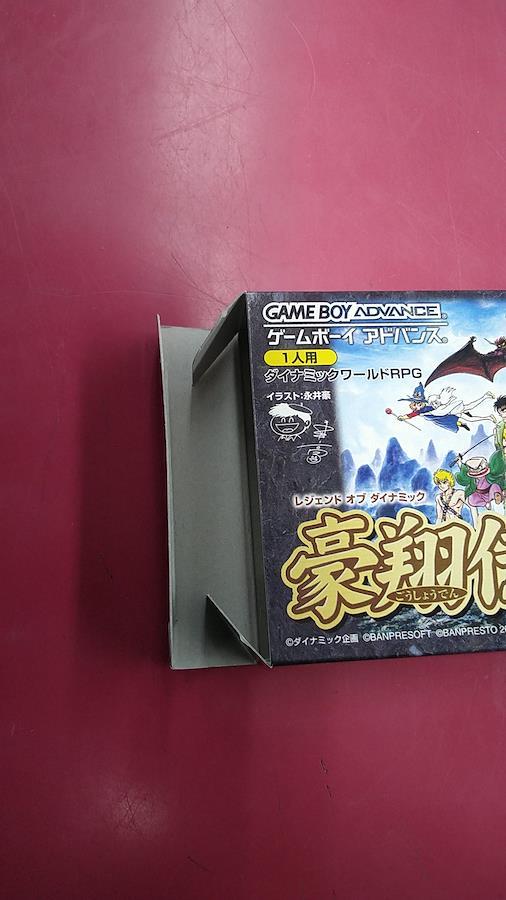 GAME BOY ADVANCE®
ゲームボーイ アドバンス®
1人用
ダイナミックワールドRPG
イラスト:永井豪
レジェンド オブ ダイナミック
豪翔伝
ごうしょうでん
©ダイナミック企画 ©BANPRESOFT ©BANPRESTO